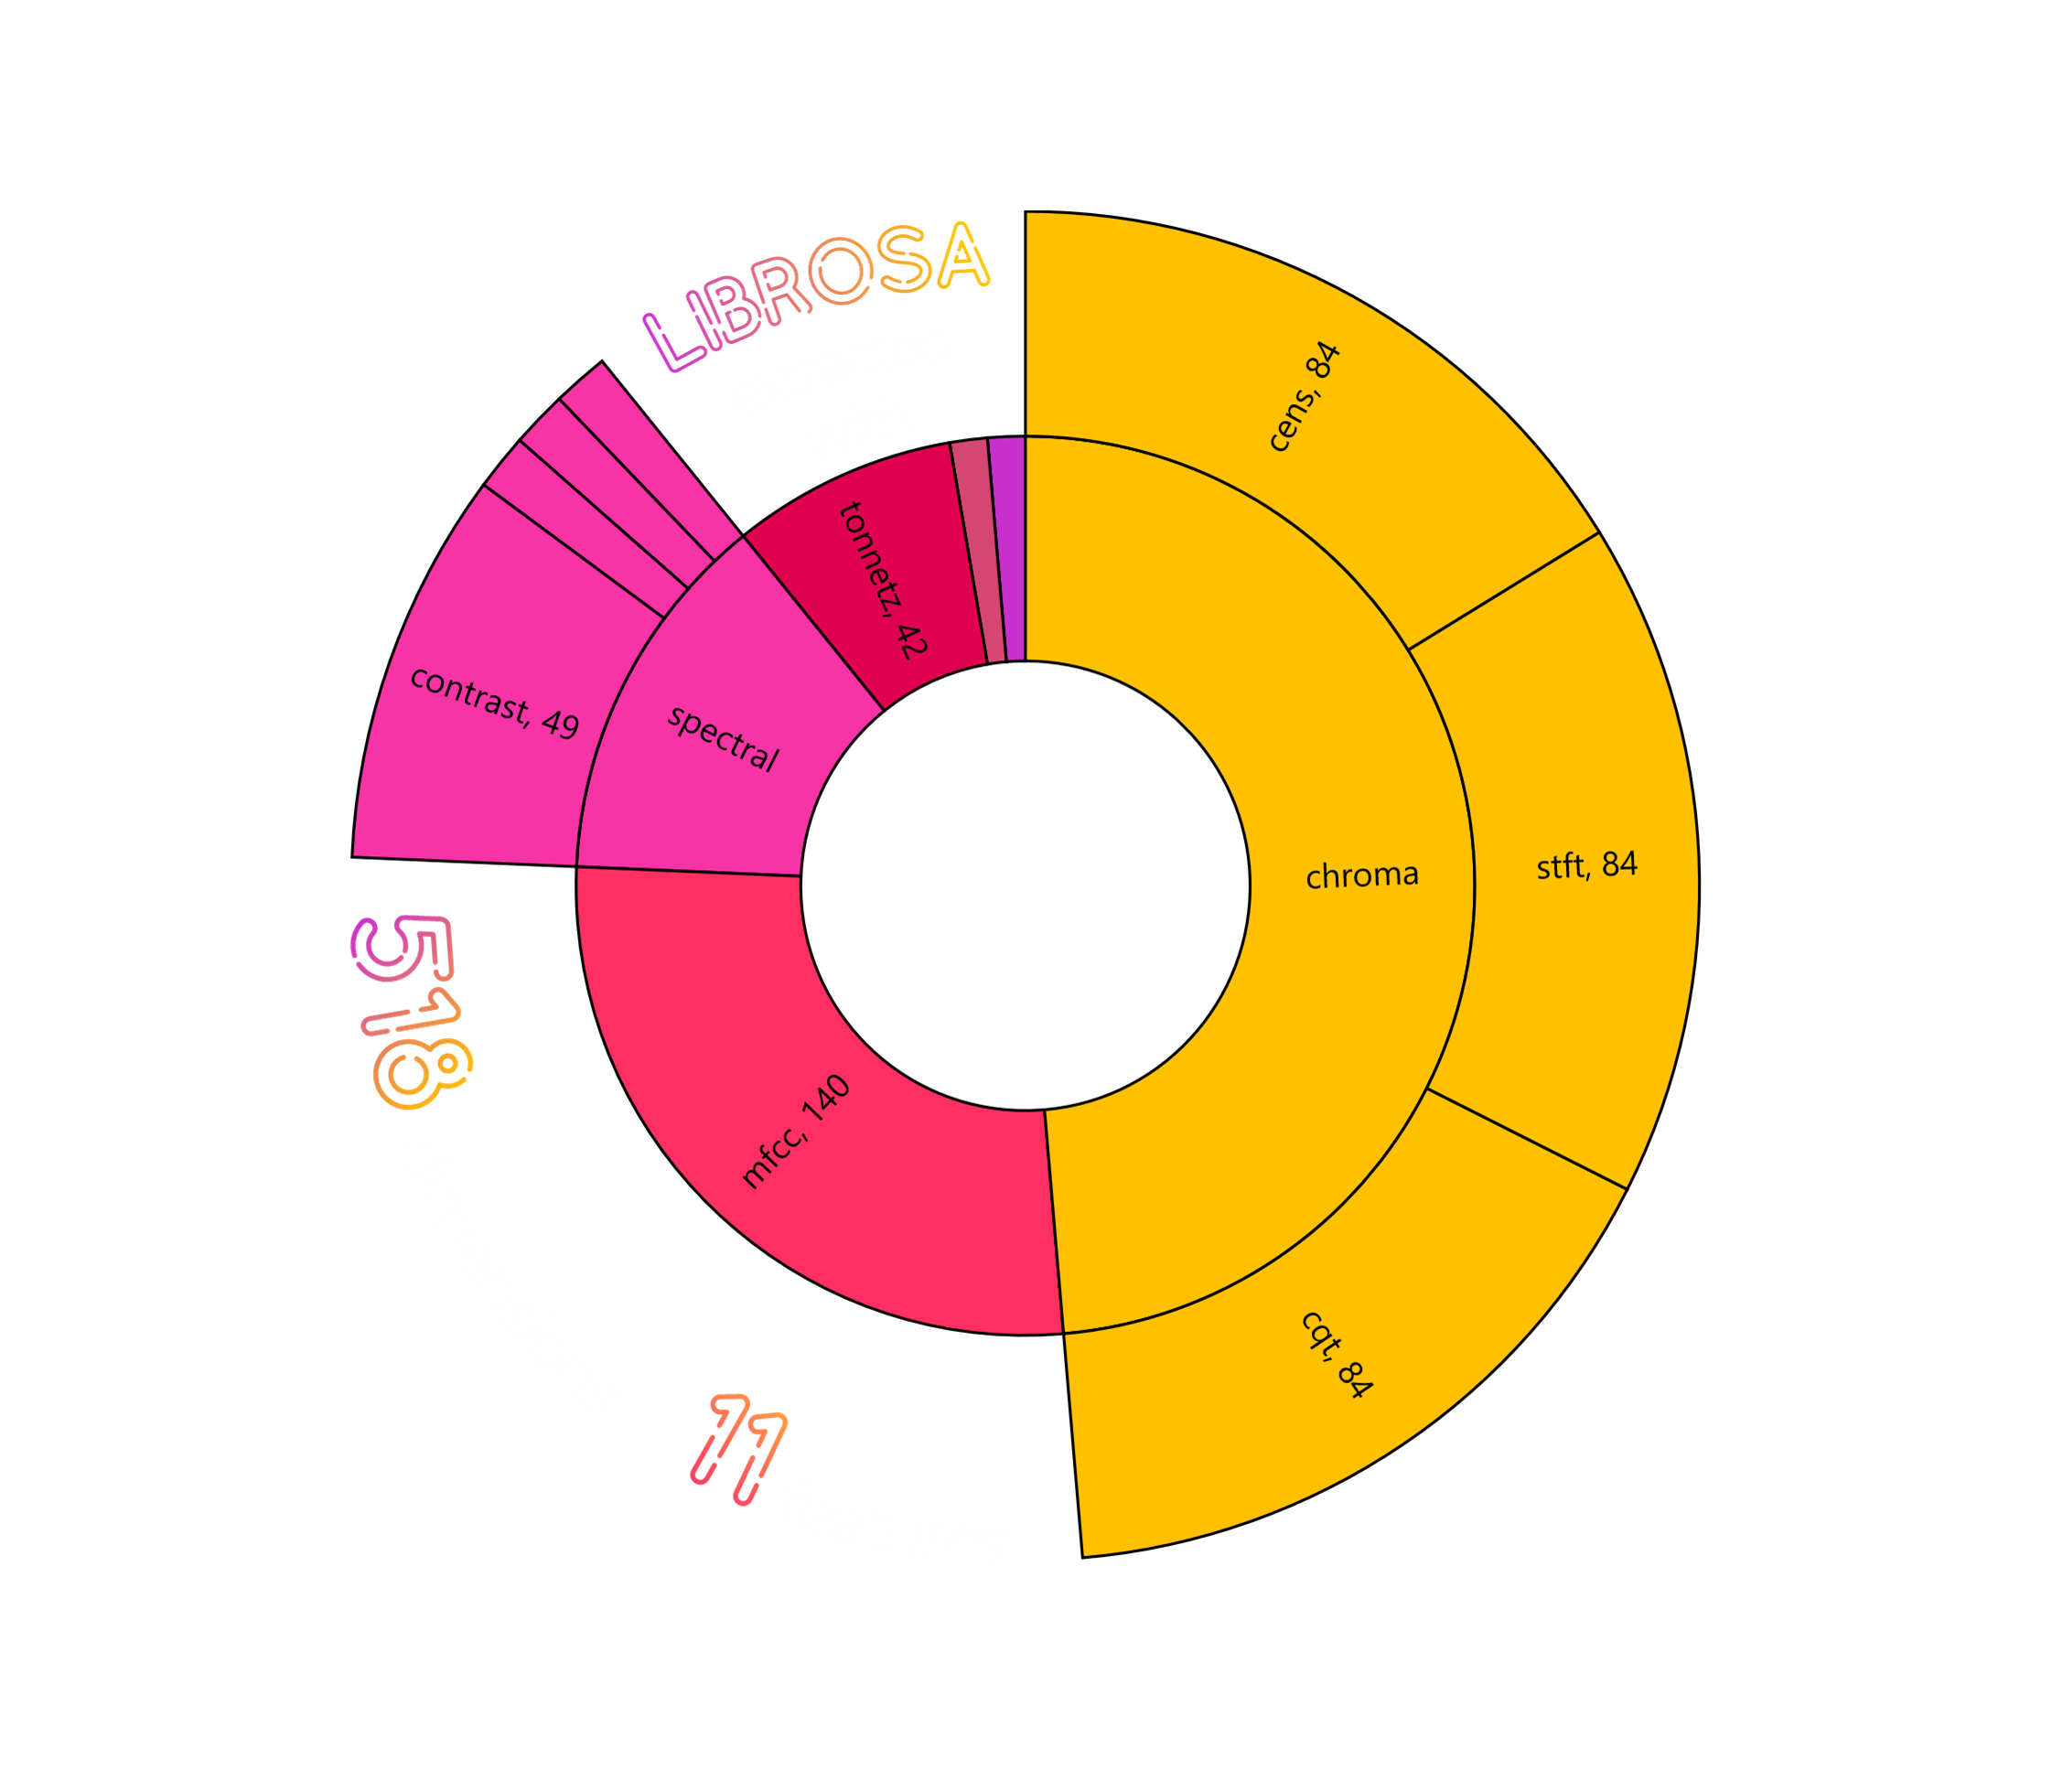 LIBROSA
cens, 84
tonnetz, 42
contrast, 49
spectral
chroma
stft, 84
518
mfcc, 140
cqt, 84
11